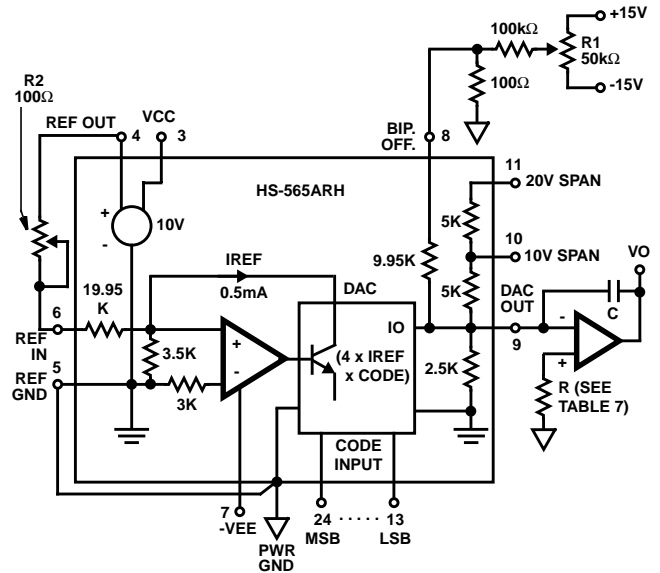 +15V
100kΩ
R1
50kΩ
100Ω
-15V
R2
100Ω
REF OUT
VCC
4
3
BIP.
OFF.
8
11
20V SPAN
HS-565ARH
+
-
10V
5K
10
10V SPAN
9.95K
5K
IREF
0.5mA
DAC
DAC
OUT
VO
C
19.95
K
6
REF
IN
IO
9
-
+
3.5K
+
-
(4 x IREF
x CODE)
2.5K
5
REF
GND
3K
R (SEE
TABLE 7)
CODE
INPUT
7
-VEE
PWR
GND
24 ..... 13
MSB LSB